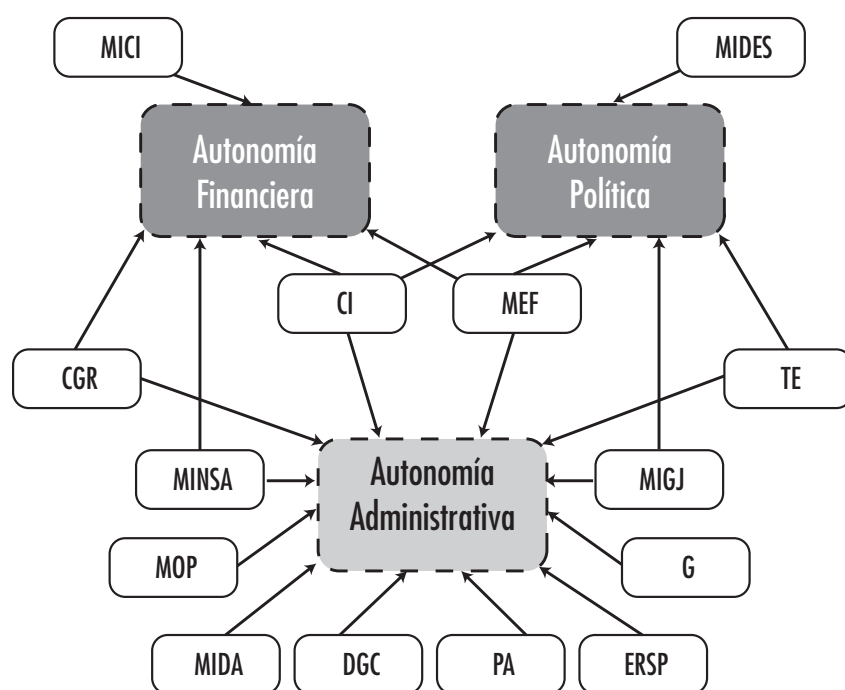 MICI
MIDES
Autonomía
Financiera
Autonomía
Política
CI
MEF
CGR
TE
MINSA
Autonomía
Administrativa
MIGJ
MOP
G
MIDA
DGC
PA
ERSP